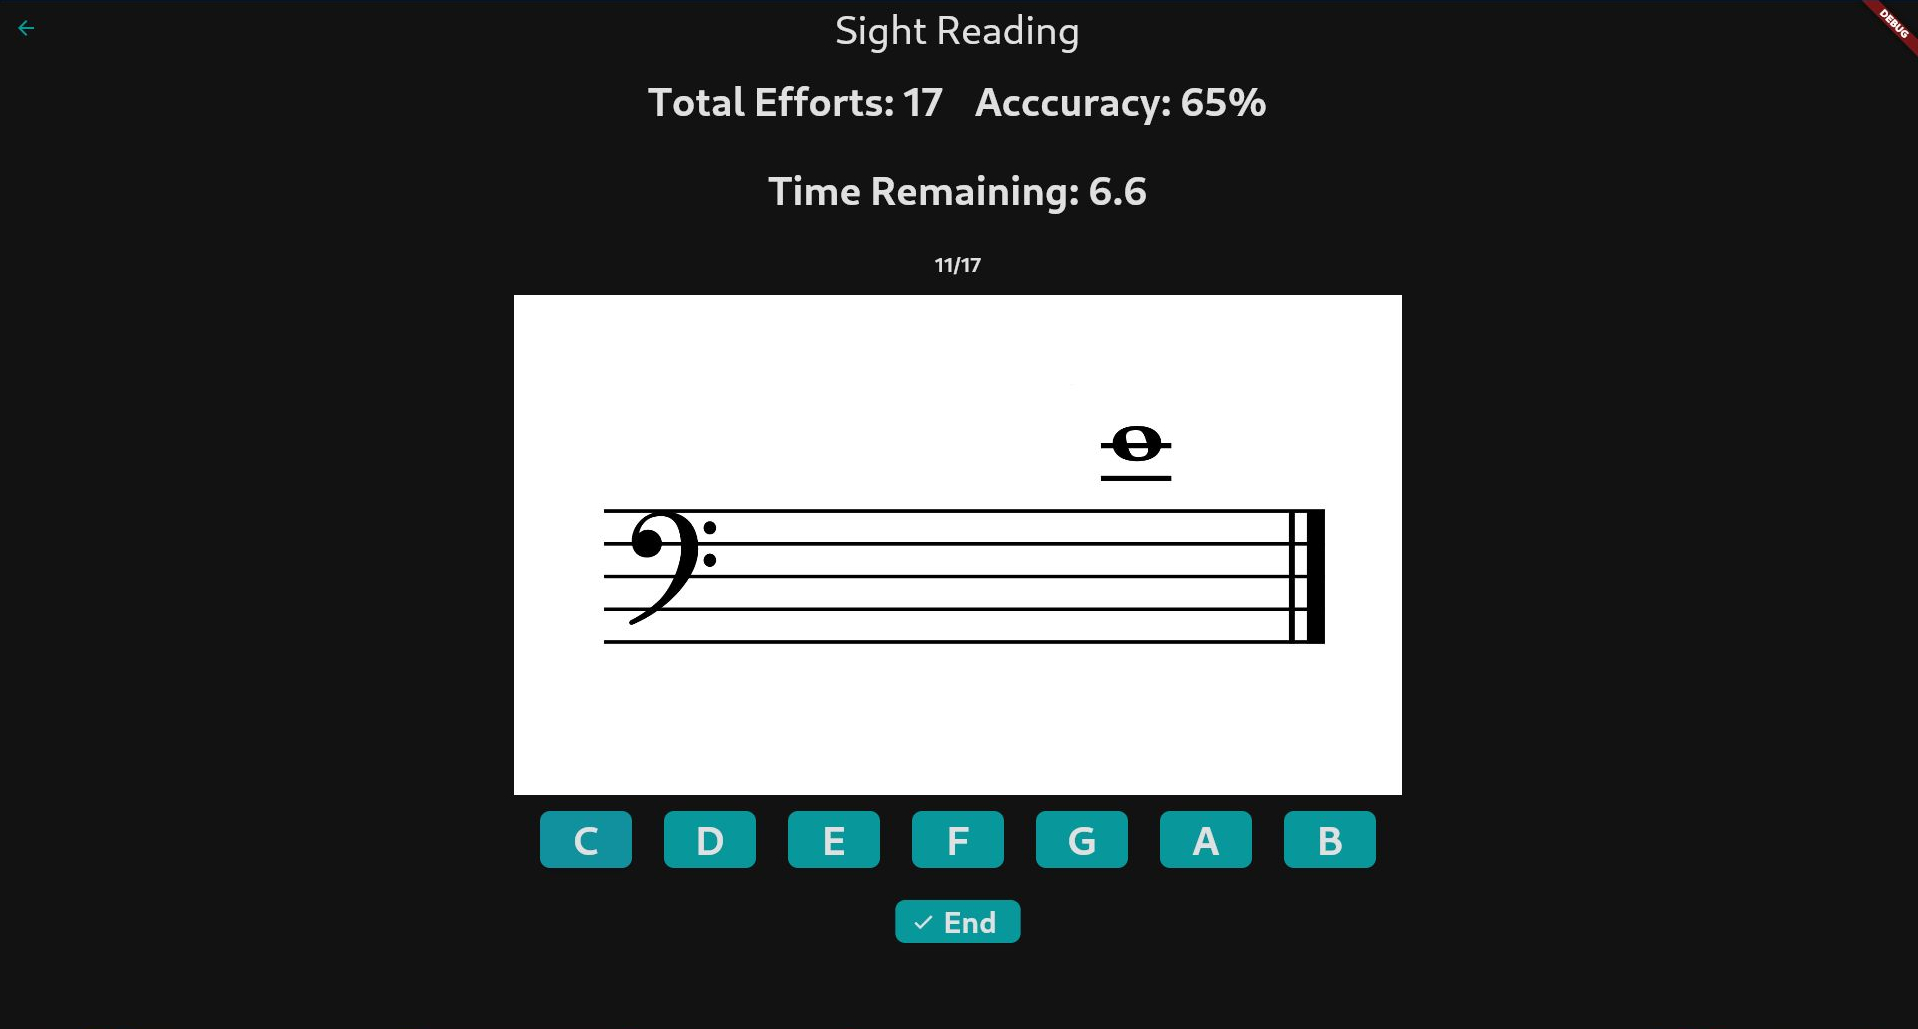 Sight Reading
DEBUG
Total Efforts: 17 Acccuracy: 65%
Time Remaining: 6.6
11/17
C D E F G A B
End